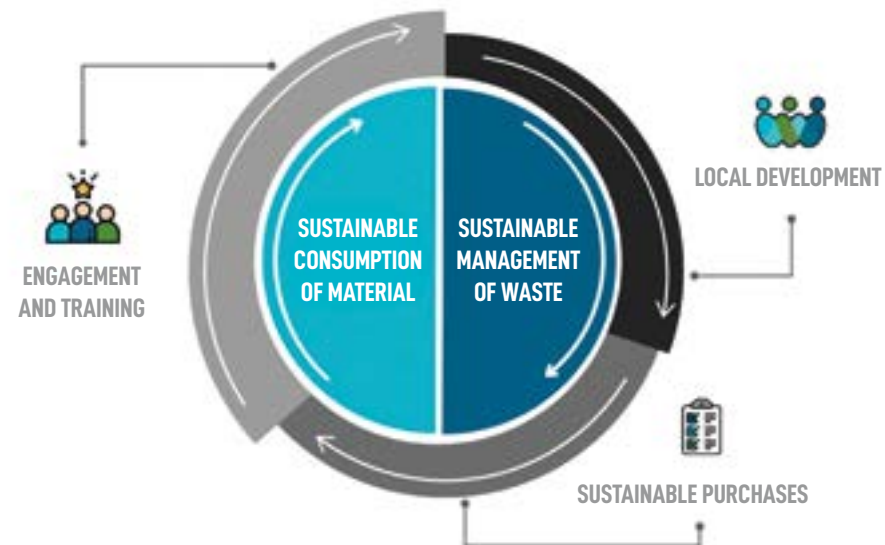 SUSTAINABLE
CONSUMPTION
OF MATERIAL
SUSTAINABLE
MANAGEMENT
OF WASTE
LOCAL DEVELOPMENT
ENGAGEMENT
AND TRAINING
SUSTAINABLE PURCHASES